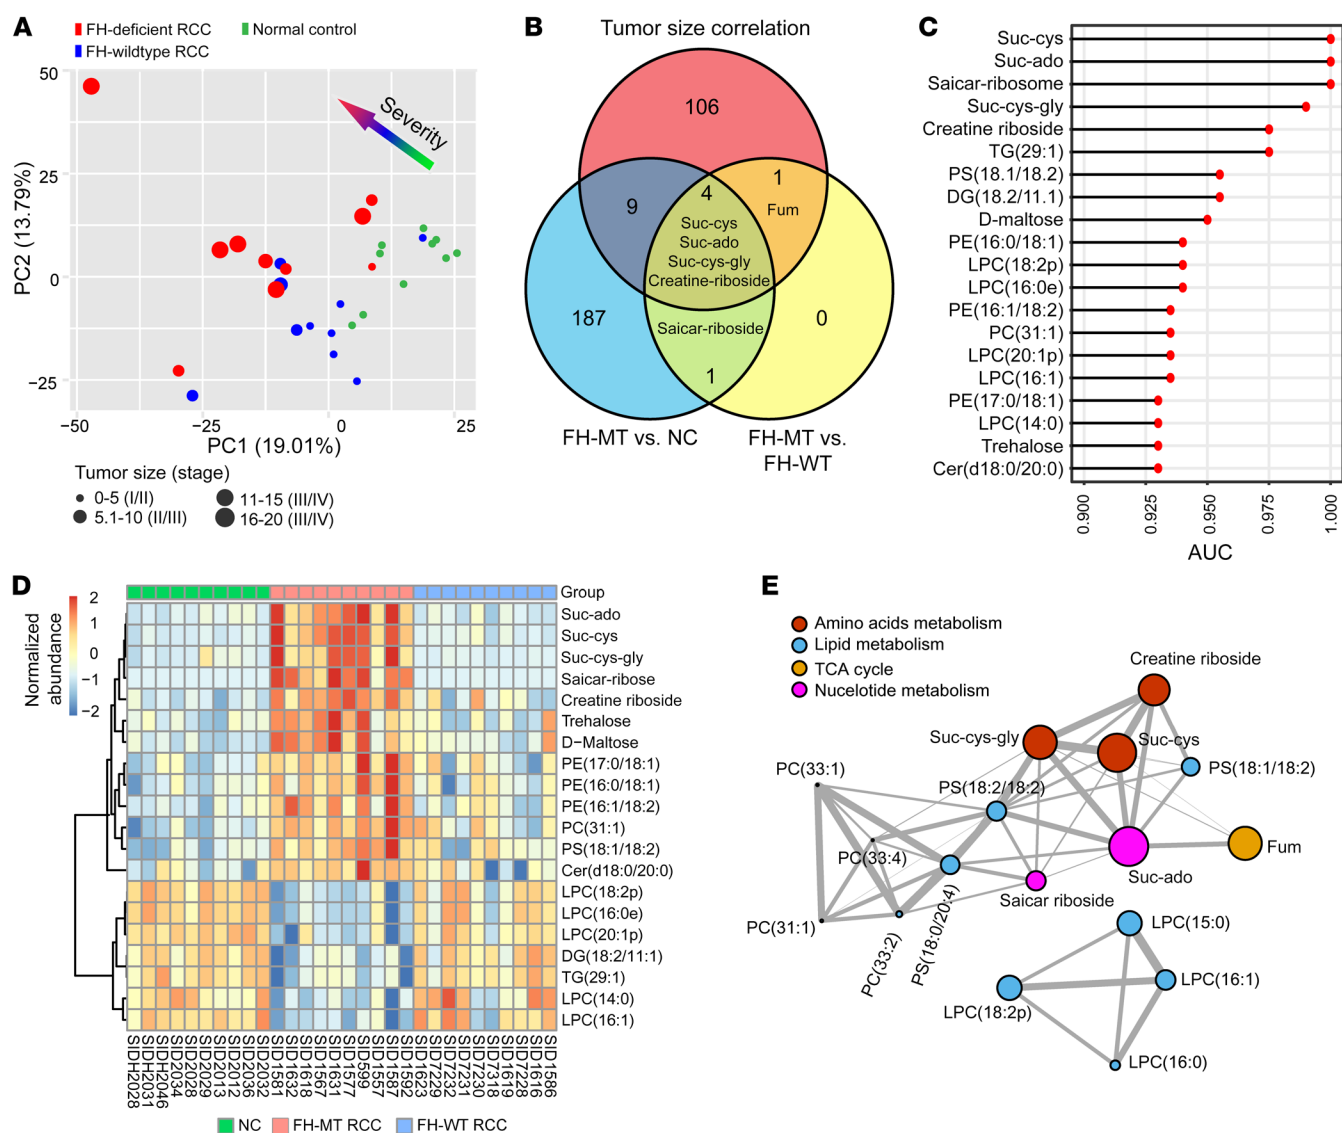 A
FH-deficient RCC
Normal control
FH-wildtype RCC
50
25
0
−25
PC2 (13.79%)
Severity
−50
−25
0
25
PC1 (19.01%)
Tumor size (stage)
0-5 (I/II)
11-15 (III/IV)
5.1-10 (II/III)
16-20 (III/IV)
B
Tumor size correlation
106
9
4
1
Fum
Suc-cys
Suc-ado
Suc-cys-gly
Creatine-riboside
187
Saicar-riboside
0
1
FH-MT vs. NC
FH-MT vs.
FH-WT
C
Suc-cys
Suc-ado
Saicar-ribosome
Suc-cys-gly
Creatine riboside
TG(29:1)
PS(18.1/18.2)
DG(18.2/11.1)
D-maltose
PE(16:0/18:1)
LPC(18:2p)
LPC(16:0e)
PE(16:1/18:2)
PC(31:1)
LPC(20:1p)
LPC(16:1)
PE(17:0/18:1)
LPC(14:0)
Trehalose
Cer(d18:0/20:0)
0.900
0.925
0.950
0.975
1.000
AUC
D
Normalized
abundance
2
1
0
−1
−2
Group
Suc-ado
Suc-cys
Suc-cys-gly
Saicar-ribose
Creatine riboside
Trehalose
D−Maltose
PE(17:0/18:1)
PE(16:0/18:1)
PE(16:1/18:2)
PC(31:1)
PS(18:1/18:2)
Cer(d18:0/20:0)
LPC(18:2p)
LPC(16:0e)
LPC(20:1p)
DG(18:2/11:1)
TG(29:1)
LPC(14:0)
LPC(16:1)
SIDH2028
SIDH2031
SIDH2046
SID2034
SID2028
SID2029
SID2013
SID2012
SID2036
SID2032
SID1581
SID1632
SID1618
SID1567
SID1631
SID1577
SID599
SID1557
SID1587
SID1592
SID1623
SID7229
SID7232
SID7231
SID7230
SID7318
SID1619
SID7228
SID1616
SID1586
NC
FH-MT RCC
FH-WT RCC
E
Amino acids metabolism
Lipid metabolism
TCA cycle
Nucelotide metabolism
Creatine riboside
Suc-cys-gly
Suc-cys
PS(18:1/18:2)
PC(33:1)
PS(18:2/18:2)
PC(33:4)
Fum
Suc-ado
Saicar riboside
PC(31:1)
PC(33:2)
PS(18:0/20:4)
LPC(15:0)
LPC(16:1)
LPC(18:2p)
LPC(16:0)